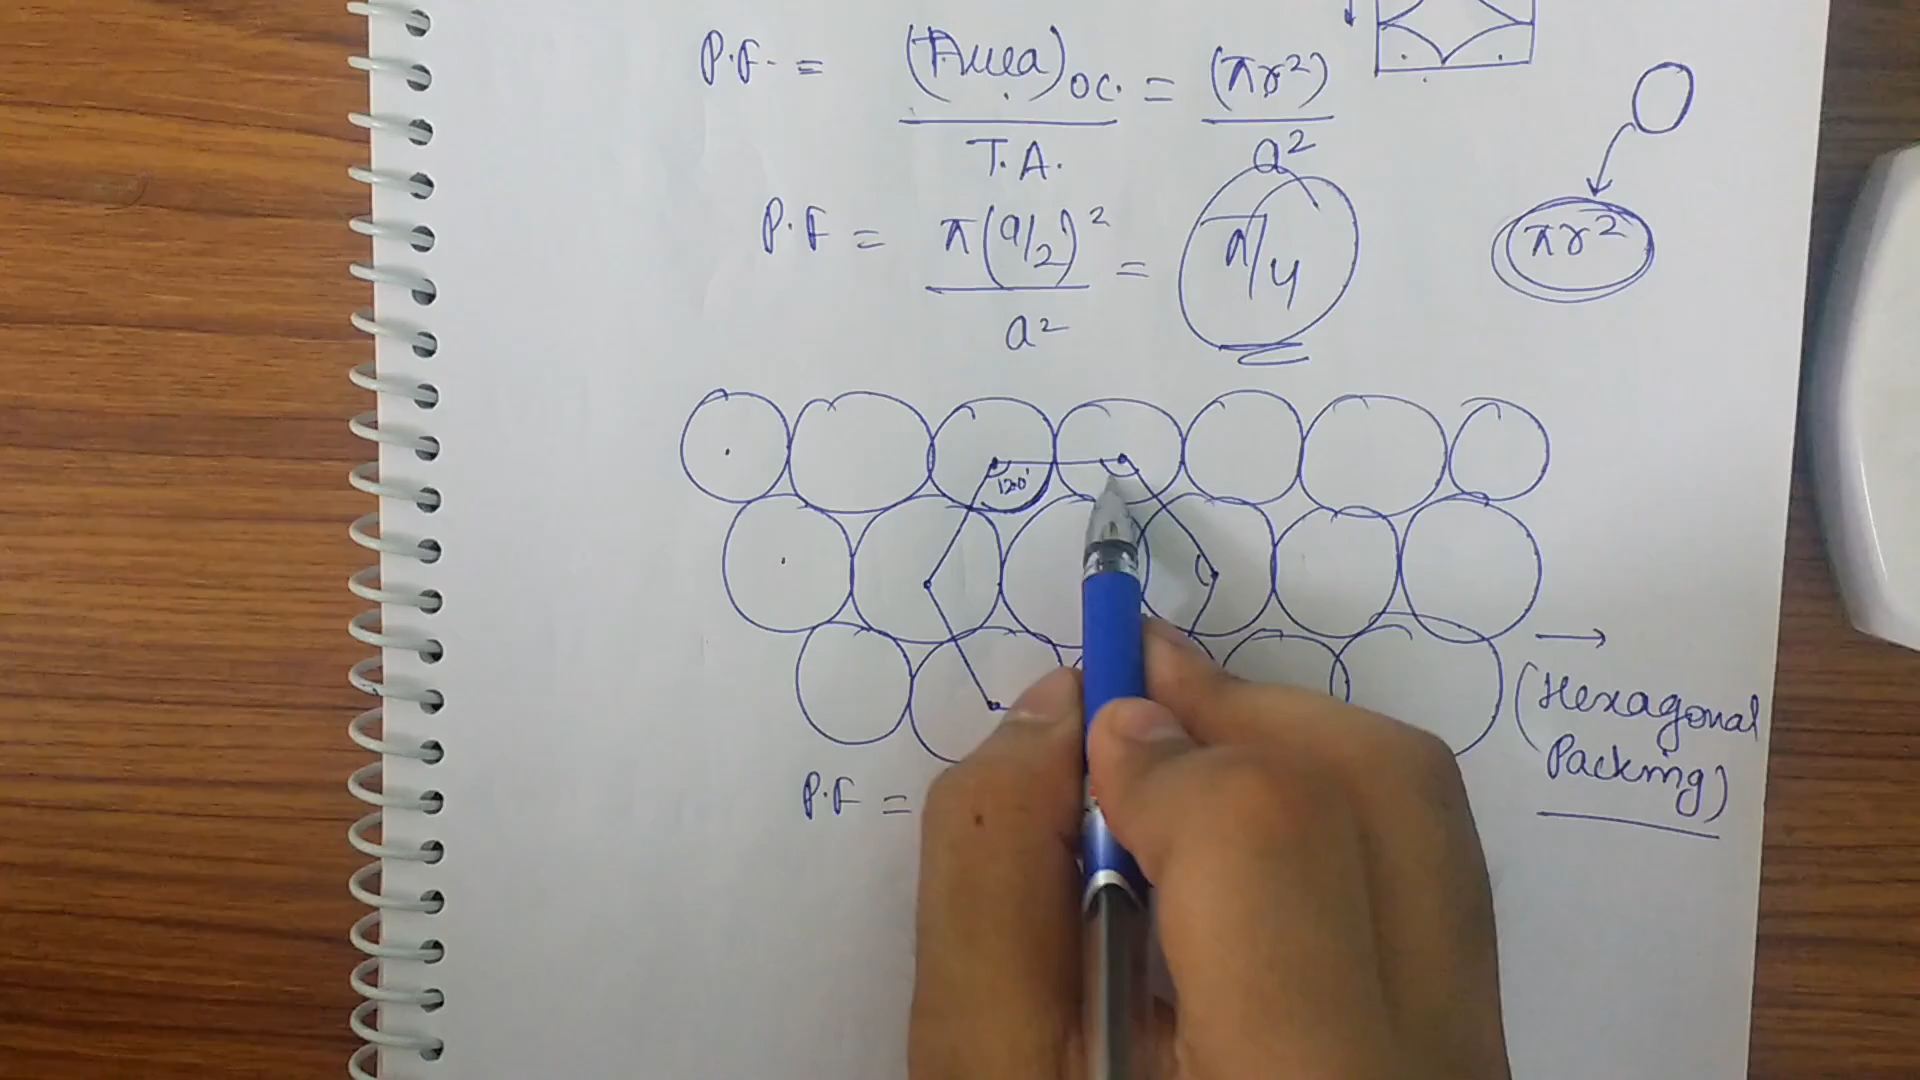 P.F. = (Area)OC. / T.A. = (πr²) / a²
P.F = π(a/2)² / a² = π/4
πr²
120°
(Hexagonal
Packing)
P.F =